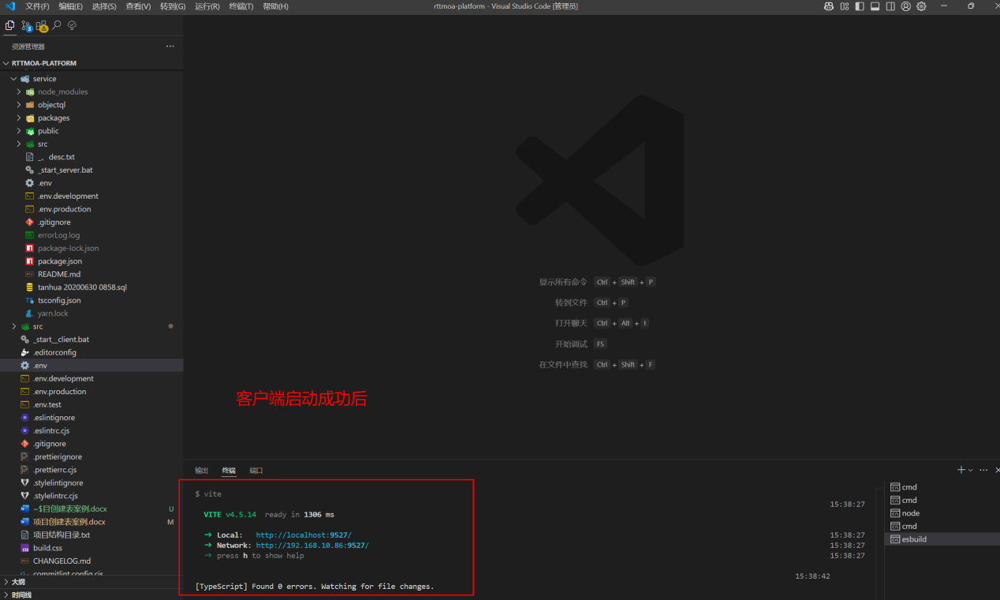 文件(F) 编辑(E) 选择(S) 查看(V) 转到(G) 运行(R) 终端(T) 帮助(H) rttmoa-platform - Visual Studio Code [管理员]
3
资源管理器 ···
RTTMOA-PLATFORM
service
node_modules
objectql
packages
public
src
_、desc.txt
_start_server.bat
.env
.env.development
.env.production
.gitignore
errorLog.log
package-lock.json
package.json
README.md
tanhua 20200630 0858.sql
tsconfig.json
yarn.lock
src
_start__client.bat
.editorconfig
.env
.env.development
.env.production
.env.test
.eslintignore
.eslintrc.cjs
.gitignore
.prettierignore
.prettierrc.cjs
.stylelintignore
.stylelintrc.cjs
~$目创建表案例.docx U
项目创建表案例.docx M
项目结构目录.txt
build.css
CHANGELOG.md
commitlint.config.cjs
大纲
时间线
显示所有命令 Ctrl + Shift + P
转到文件 Ctrl + P
打开聊天 Ctrl + Alt + I
开始调试 F5
在文件中查找 Ctrl + Shift + F
客户端启动成功后
输出 终端 端口
$ vite
VITE v4.5.14 ready in 1306 ms 15:38:27
➜ Local: http://localhost:9527/ 15:38:27
➜ Network: http://192.168.10.86:9527/ 15:38:27
➜ press h to show help 15:38:27
15:38:42
[TypeScript] Found 0 errors. Watching for file changes.
cmd
cmd
node
cmd
esbuild